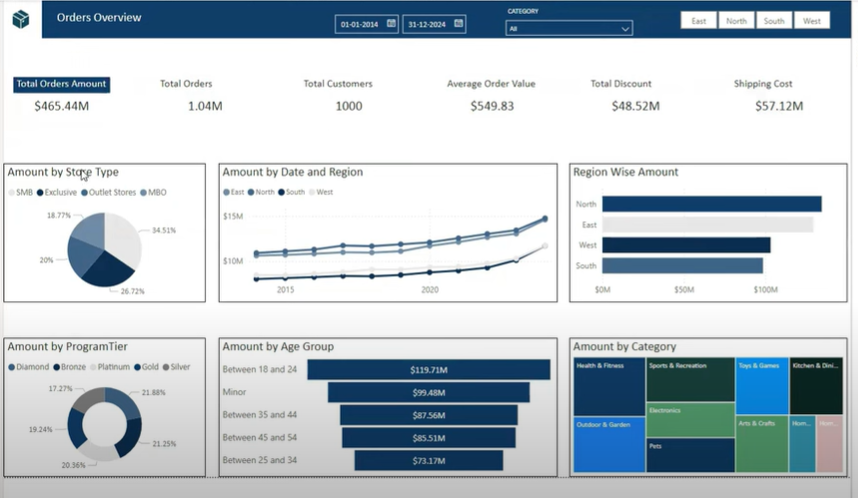 Orders Overview
01-01-2014
31-12-2024
CATEGORY
All
East
North
South
West
Total Orders Amount
Total Orders
Total Customers
Average Order Value
Total Discount
Shipping Cost
$465.44M
1.04M
1000
$549.83
$48.52M
$57.12M
Amount by Store Type
SMB Exclusive Outlet Stores MBO
18.77%
34.51%
20%
26.72%
Amount by Date and Region
East North South West
$15M
$10M
2015
2020
Region Wise Amount
North
East
West
South
$0M
$50M
$100M
Amount by ProgramTier
Diamond Bronze Platinum Gold Silver
17.27%
21.88%
19.24%
21.25%
20.36%
Amount by Age Group
Between 18 and 24
$119.71M
Minor
$99.48M
Between 35 and 44
$87.56M
Between 45 and 54
$85.51M
Between 25 and 34
$73.17M
Amount by Category
Health & Fitness
Sports & Recreation
Toys & Games
Kitchen & Dini...
Electronics
Outdoor & Garden
Arts & Crafts
Hom...
Hom...
Pets